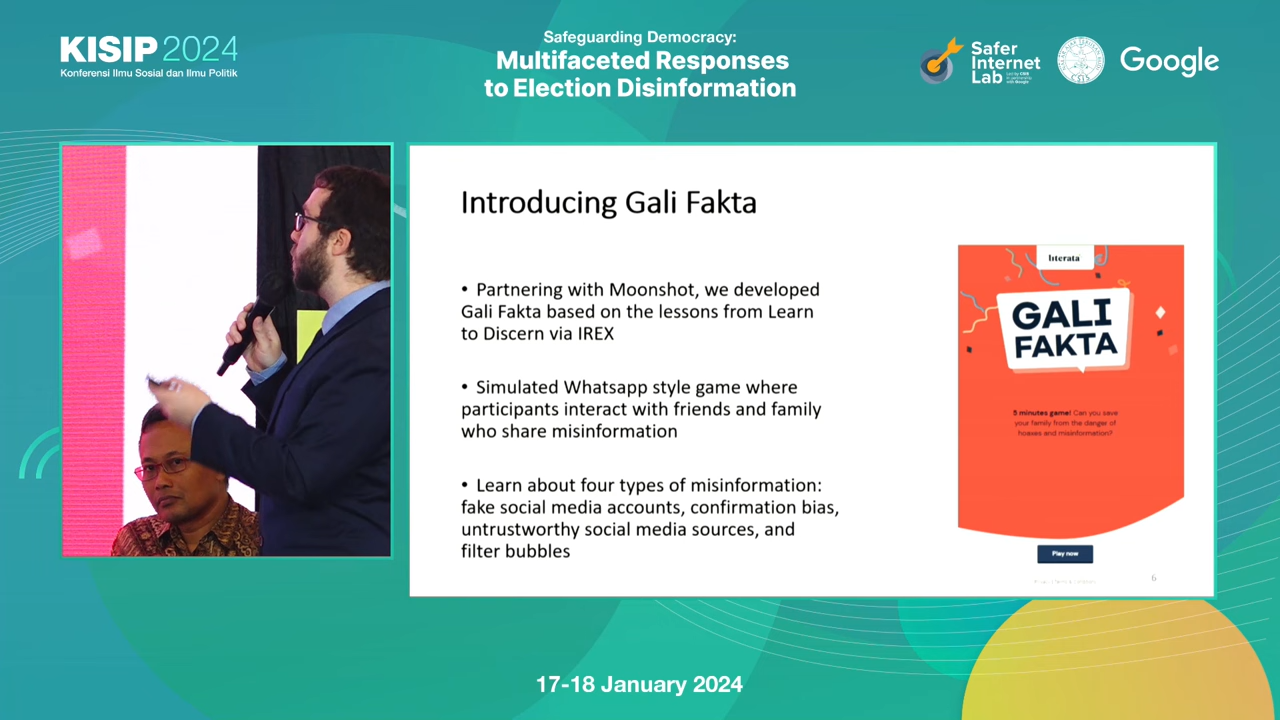 KISIP 2024
Konferensi Ilmu Sosial dan Ilmu Politik
Safeguarding Democracy:
Multifaceted Responses
to Election Disinformation
Safer
Internet
Lab
CSIS
Google
Introducing Gali Fakta
• Partnering with Moonshot, we developed
Gali Fakta based on the lessons from Learn
to Discern via IREX
• Simulated Whatsapp style game where
participants interact with friends and family
who share misinformation
• Learn about four types of misinformation:
fake social media accounts, confirmation bias,
untrustworthy social media sources, and
filter bubbles
literata
GALI
FAKTA
5 minutes game! Can you save
your family from the danger of
hoaxes and misinformation?
Play now
6
17-18 January 2024